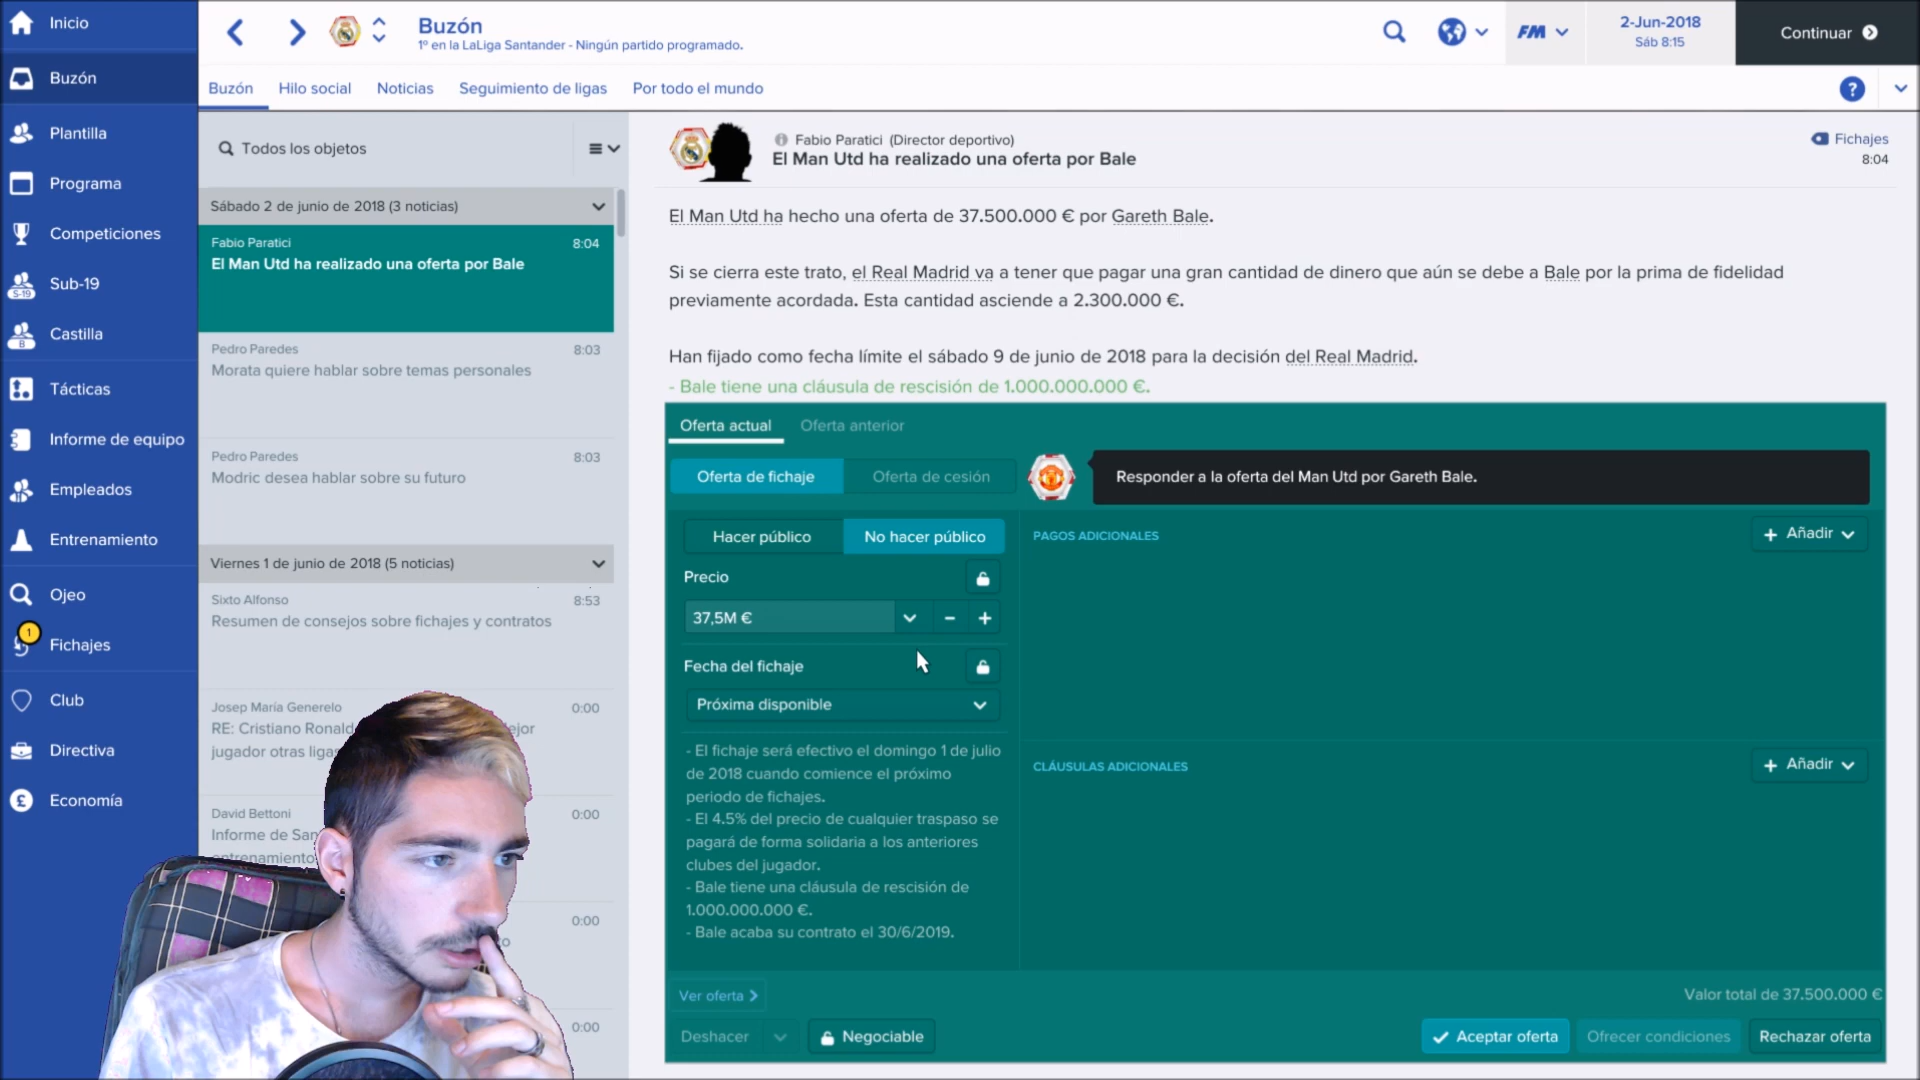 Inicio
Buzón
Plantilla
Programa
Competiciones
Sub-19
S-19
Castilla
B
Tácticas
Informe de equipo
Empleados
Entrenamiento
Ojeo
1
Fichajes
Club
Directiva
Economía
Buzón
1º en la LaLiga Santander - Ningún partido programado.
FM
2-Jun-2018
Sáb 8:15
Continuar
Buzón
Hilo social
Noticias
Seguimiento de ligas
Por todo el mundo
?
Todos los objetos
Sábado 2 de junio de 2018 (3 noticias)
Fabio Paratici 8:04
El Man Utd ha realizado una oferta por Bale
Pedro Paredes 8:03
Morata quiere hablar sobre temas personales
Pedro Paredes 8:03
Modric desea hablar sobre su futuro
Viernes 1 de junio de 2018 (5 noticias)
Sixto Alfonso 8:53
Resumen de consejos sobre fichajes y contratos
Josep María Generelo 0:00
RE: Cristiano Ronald
jugador otras
David Bettoni 0:00
Informe de
entrenamiento
0:00
0:00
Fabio Paratici (Director deportivo)
El Man Utd ha realizado una oferta por Bale
Fichajes
8:04
El Man Utd ha hecho una oferta de 37.500.000 € por Gareth Bale.
Si se cierra este trato, el Real Madrid va a tener que pagar una gran cantidad de dinero que aún se debe a Bale por la prima de fidelidad
previamente acordada. Esta cantidad asciende a 2.300.000 €.
Han fijado como fecha límite el sábado 9 de junio de 2018 para la decisión del Real Madrid.
- Bale tiene una cláusula de rescisión de 1.000.000.000 €.
Oferta actual
Oferta anterior
Oferta de fichaje
Oferta de cesión
Responder a la oferta del Man Utd por Gareth Bale.
Hacer público
No hacer público
Precio
37,5M €
Fecha del fichaje
Próxima disponible
- El fichaje será efectivo el domingo 1 de julio
de 2018 cuando comience el próximo
periodo de fichajes.
- El 4.5% del precio de cualquier traspaso se
pagará de forma solidaria a los anteriores
clubes del jugador.
- Bale tiene una cláusula de rescisión de
1.000.000.000 €.
- Bale acaba su contrato el 30/6/2019.
PAGOS ADICIONALES
+ Añadir
CLÁUSULAS ADICIONALES
+ Añadir
Ver oferta
Valor total de 37.500.000 €
Deshacer
Negociable
Aceptar oferta
Ofrecer condiciones
Rechazar oferta